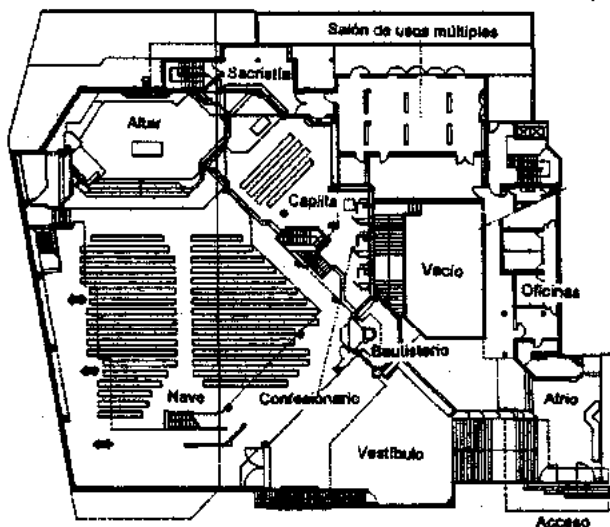 Salón de usos múltiples
Sacristía
Altar
Capilla
Vacío
Oficinas
Bautisterio
Nave
Confesionario
Atrio
Vestíbulo
Acceso